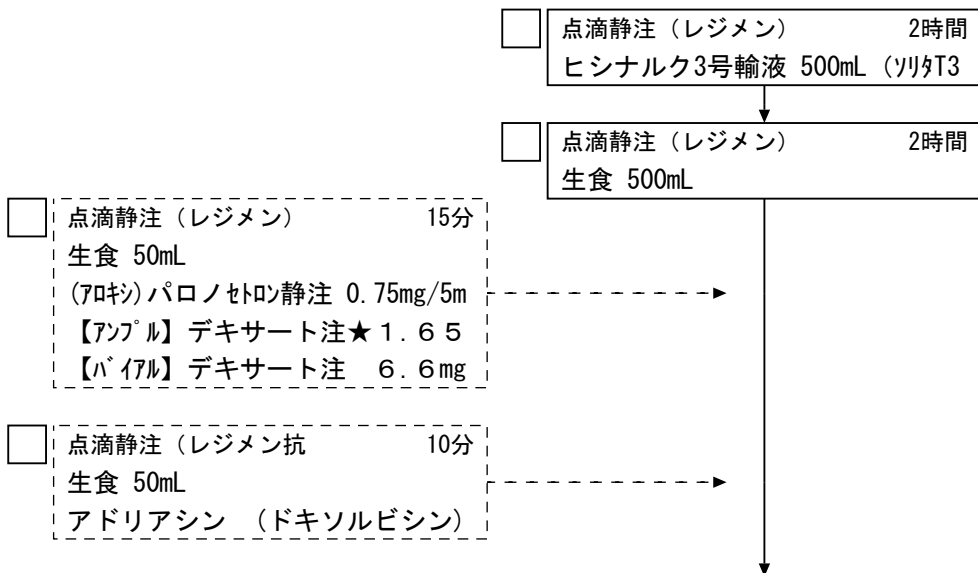 点滴静注（レジメン） 2時間
ヒシナルク3号輸液 500mL (ｿﾘﾀT3
点滴静注（レジメン） 2時間
生食 500mL
点滴静注（レジメン） 15分
生食 50mL
(ｱﾛｷｼ)パロノｾﾄﾛﾝ静注 0.75mg/5m
【ｱﾝﾌﾟﾙ】デキサート注★１.６５
【ﾊﾞｲｱﾙ】デキサート注　６.６mg
点滴静注（レジメン抗 10分
生食 50mL
アドリアシン　（ドキソルビシン）